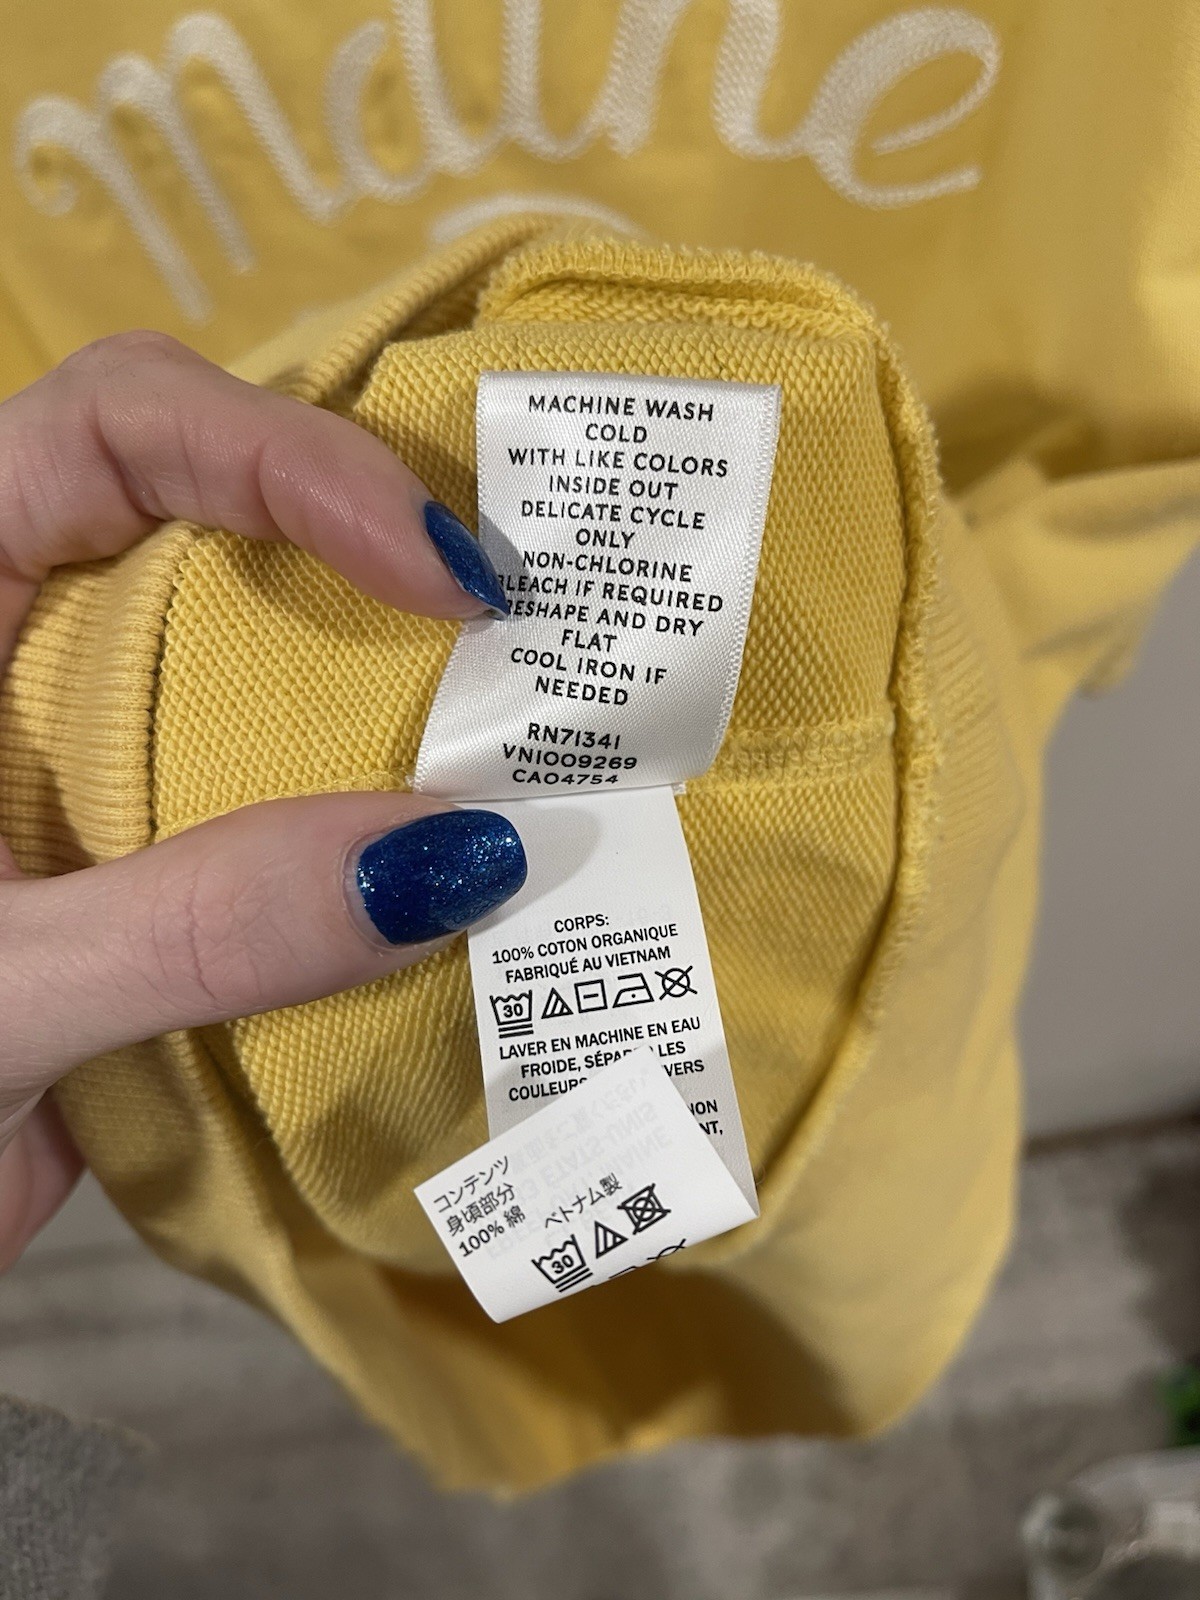 maine
MACHINE WASH
COLD
WITH LIKE COLORS
INSIDE OUT
DELICATE CYCLE
ONLY
NON-CHLORINE
BLEACH IF REQUIRED
RESHAPE AND DRY
FLAT
COOL IRON IF
NEEDED
RN71341
VN1009269
CA04754
CORPS:
100% COTON ORGANIQUE
FABRIQUÉ AU VIETNAM
30
LAVER EN MACHINE EN EAU
FROIDE, LES
COULEURS
NON
コンテンツ
身頃部分
100% 綿
ベトナム製
30